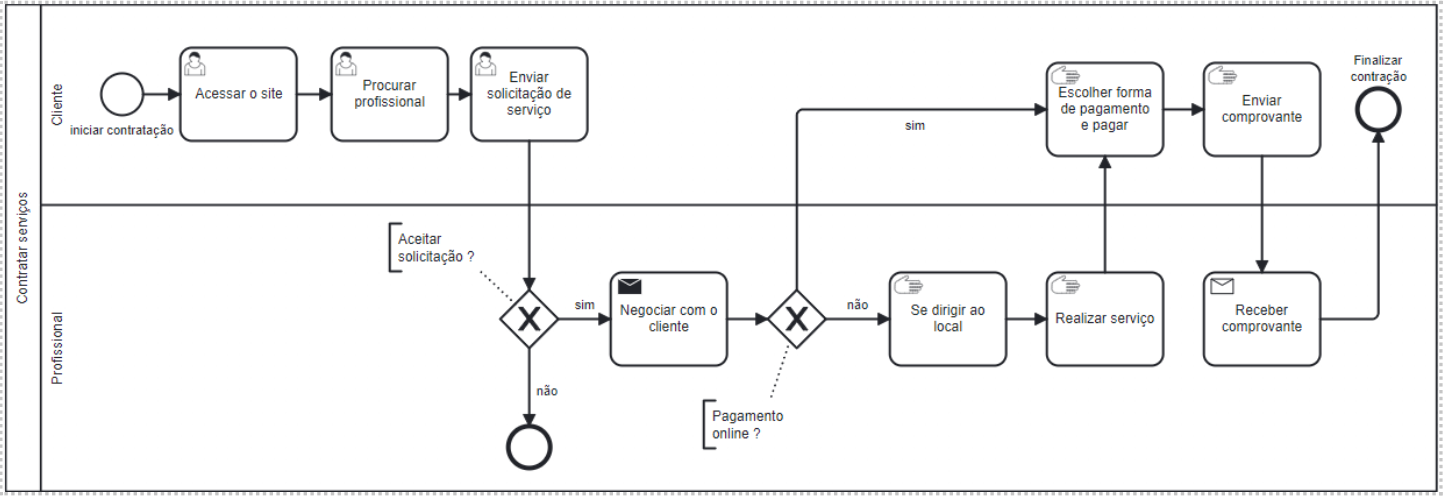 Contratar serviços
Cliente
iniciar contratação
Acessar o site
Procurar
profissional
Enviar
solicitação de
serviço
sim
Escolher forma
de pagamento
e pagar
Enviar
comprovante
Finalizar
contração
Profissional
Aceitar
solicitação ?
sim
não
Negociar com o
cliente
Pagamento
online ?
não
Se dirigir ao
local
Realizar serviço
Receber
comprovante